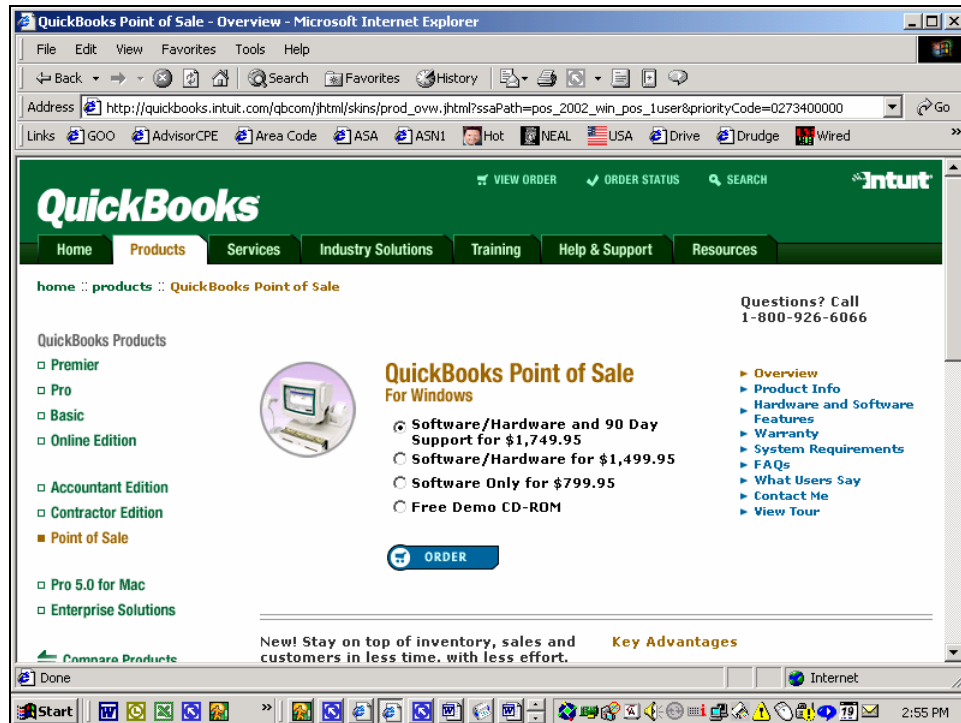 QuickBooks Point of Sale - Overview - Microsoft Internet Explorer
File Edit View Favorites Tools Help
Back Search Favorites History
Address http://quickbooks.intuit.com/qbcom/jhtml/skins/prod_ovw.jhtml?ssaPath=pos_2002_win_pos_1user&priorityCode=0273400000 Go
Links GOO AdvisorCPE Area Code ASA ASN1 Hot NEAL USA Drive Drudge Wired »
VIEW ORDER ORDER STATUS SEARCH Intuit
QuickBooks
Home Products Services Industry Solutions Training Help & Support Resources
home :: products :: QuickBooks Point of Sale
Questions? Call
1-800-926-6066
QuickBooks Products
Premier
Pro
Basic
Online Edition
Accountant Edition
Contractor Edition
Point of Sale
Pro 5.0 for Mac
Enterprise Solutions
Compare Products
QuickBooks Point of Sale
For Windows
Software/Hardware and 90 Day
Support for $1,749.95
Software/Hardware for $1,499.95
Software Only for $799.95
Free Demo CD-ROM
ORDER
Overview
Product Info
Hardware and Software
Features
Warranty
System Requirements
FAQs
What Users Say
Contact Me
View Tour
New! Stay on top of inventory, sales and
customers in less time, with less effort.
Key Advantages
Done Internet
Start » 79 2:55 PM